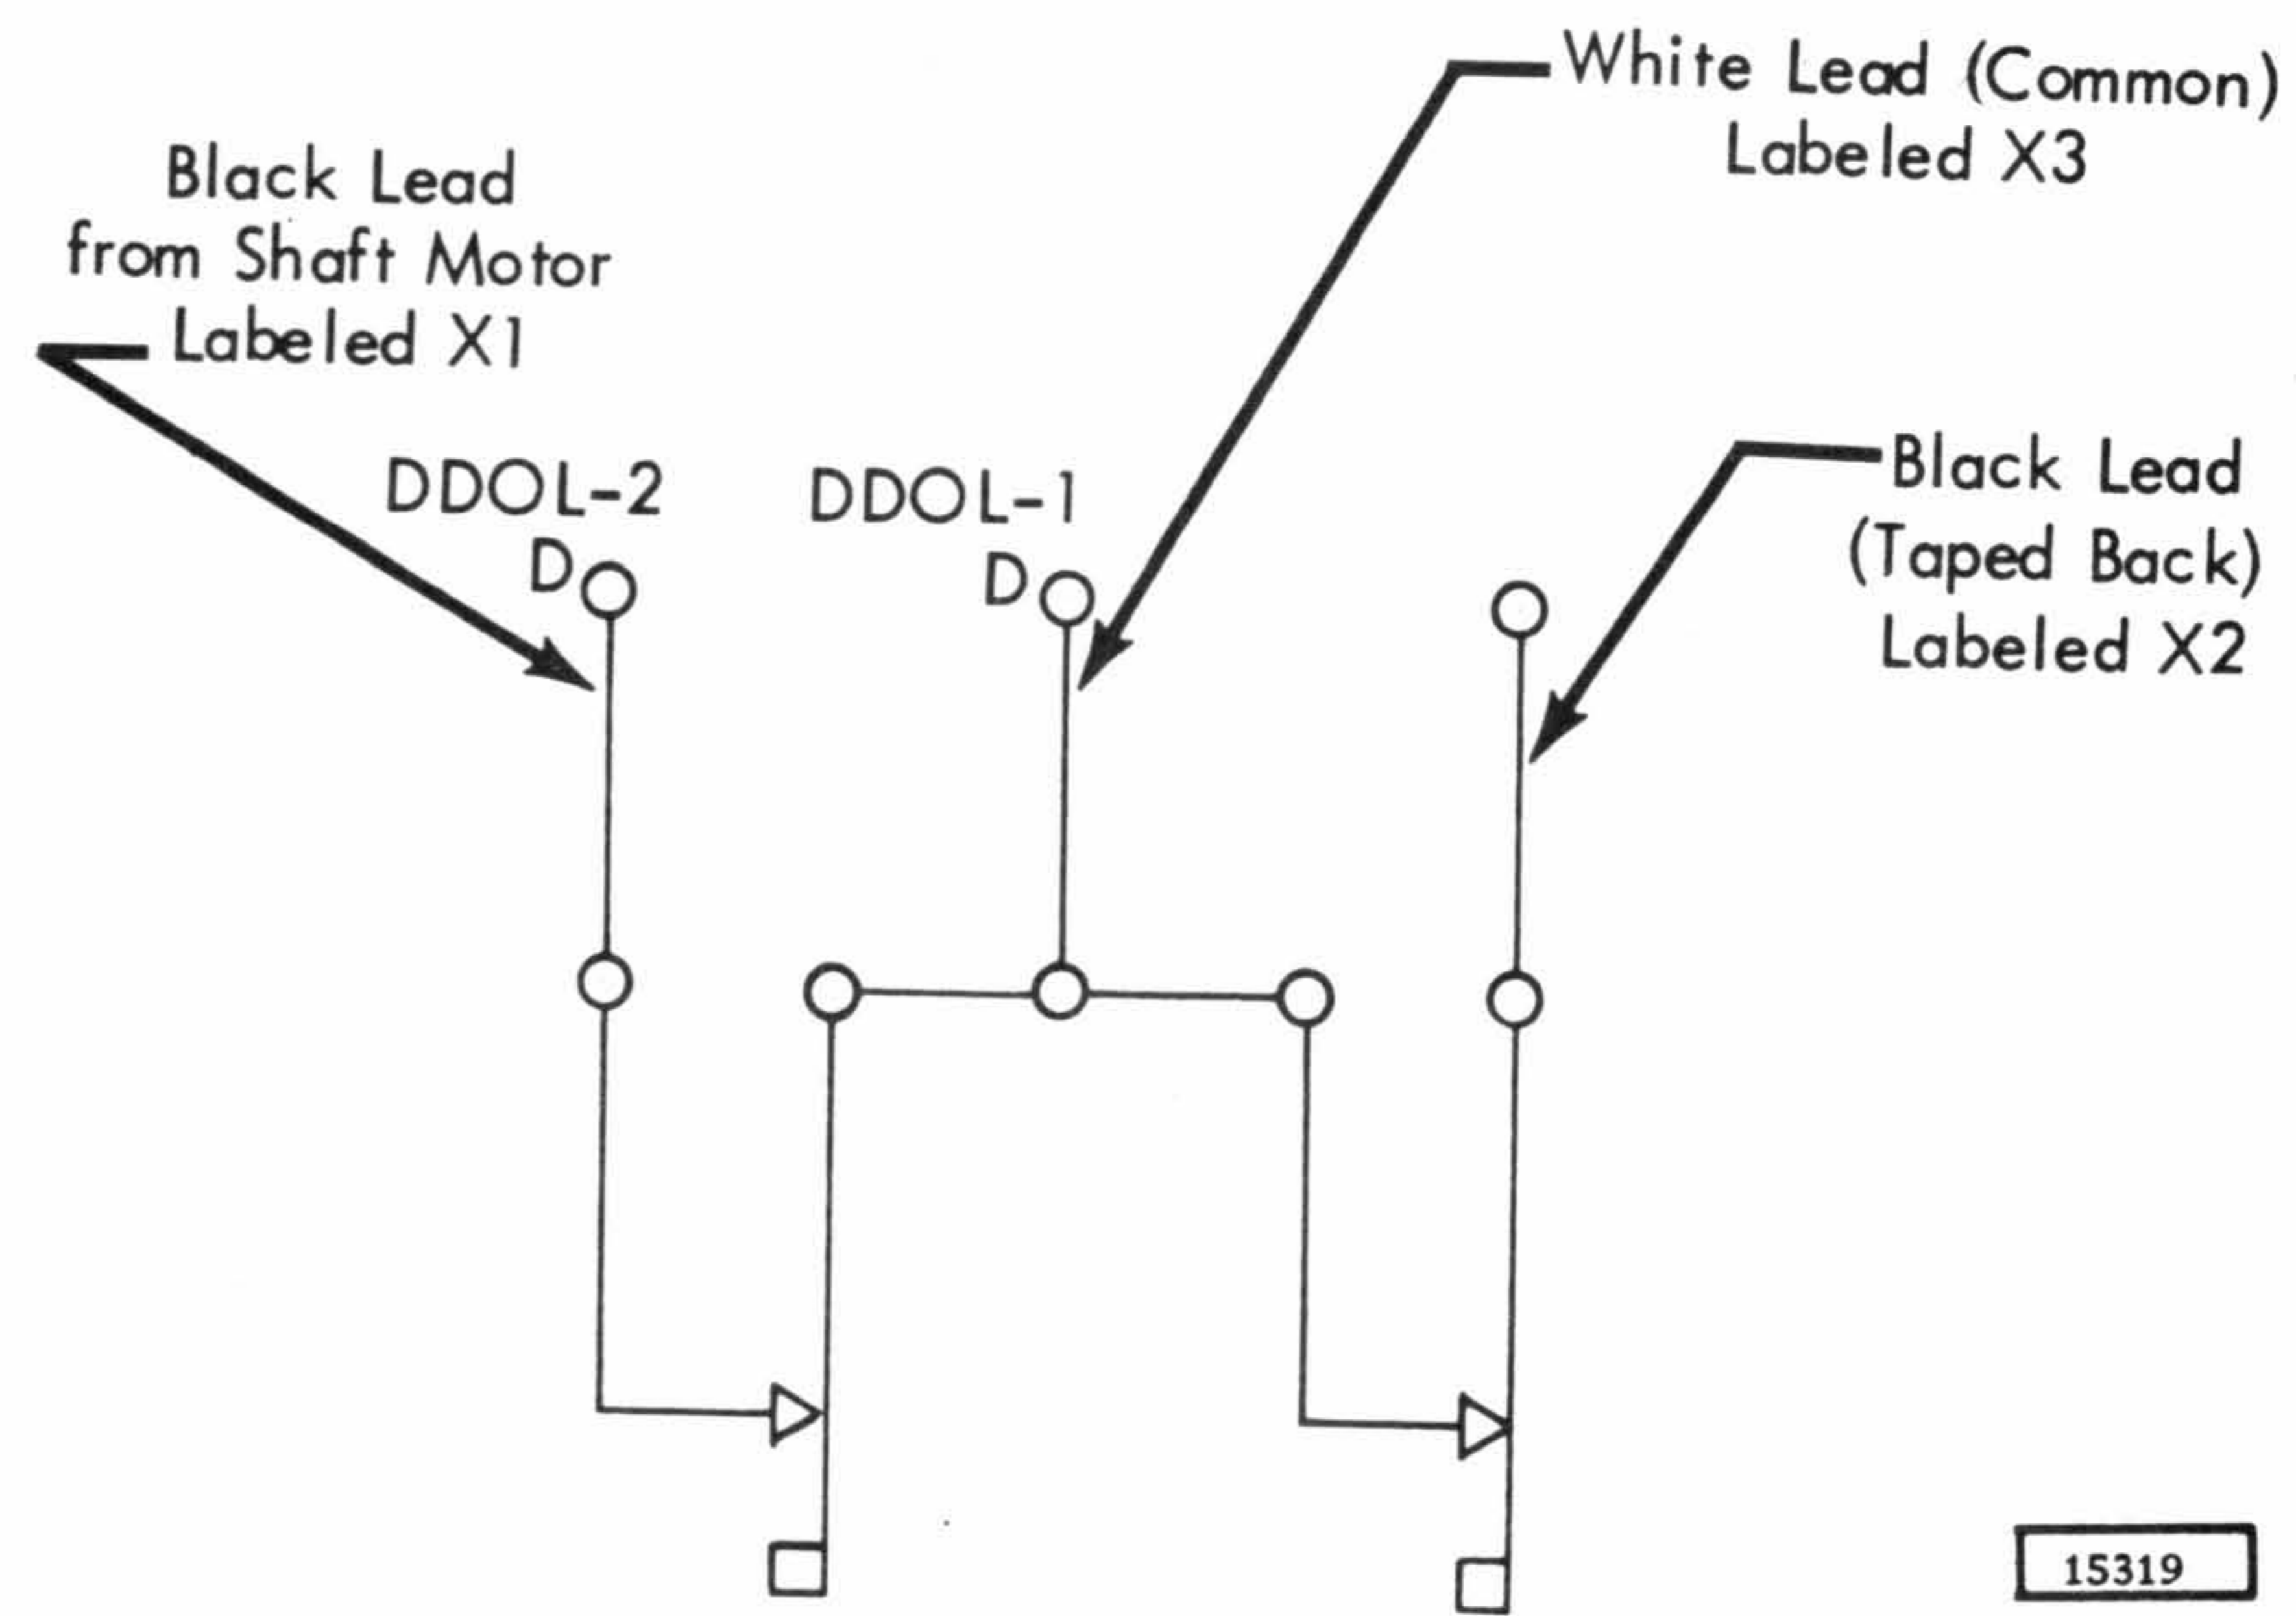 White Lead (Common)
Labeled X3
Black Lead
from Shaft Motor
Labeled X1
Black Lead
(Taped Back)
Labeled X2
DDOL-2
D
DDOL-1
D
15319